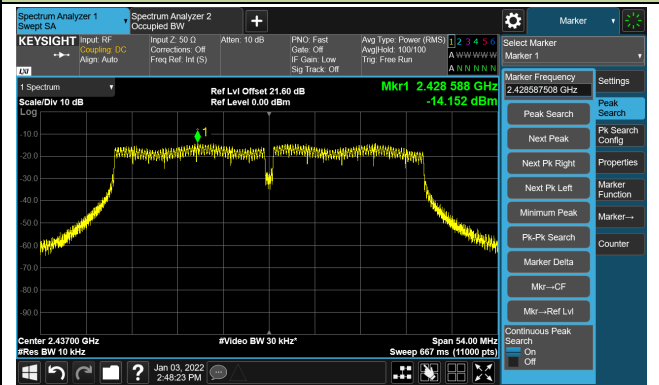 Spectrum Analyzer 1
Swept SA
Spectrum Analyzer 2
Occupied BW
Marker
KEYSIGHT
Input: RF
Coupling: DC
Align: Auto
Input Z: 50 Ω
Corrections: Off
Freq Ref: Int (S)
Atten: 10 dB
PNO: Fast
Gate: Off
IF Gain: Low
Sig Track: Off
Avg Type: Power (RMS)
Avg|Hold: 100/100
Trig: Free Run
1 2 3 4 5 6
A W W W W W
A N N N N N
LXI
Select Marker
Marker 1
1 Spectrum
Scale/Div 10 dB
Log
Ref Lvl Offset 21.60 dB
Ref Level 0.00 dBm
Mkr1 2.428 588 GHz
-14.152 dBm
-10.0
-20.0
-30.0
-40.0
-50.0
-60.0
-70.0
-80.0
-90.0
1
Center 2.43700 GHz
#Res BW 10 kHz
#Video BW 30 kHz*
Span 54.00 MHz
Sweep 667 ms (11000 pts)
Marker Frequency
2.428587508 GHz
Peak Search
Next Peak
Next Pk Right
Next Pk Left
Minimum Peak
Pk-Pk Search
Marker Delta
Mkr→CF
Mkr→Ref Lvl
Continuous Peak
Search
On
Off
Settings
Peak
Search
Pk Search
Config
Properties
Marker
Function
Marker→
Counter
Jan 03, 2022
2:48:23 PM